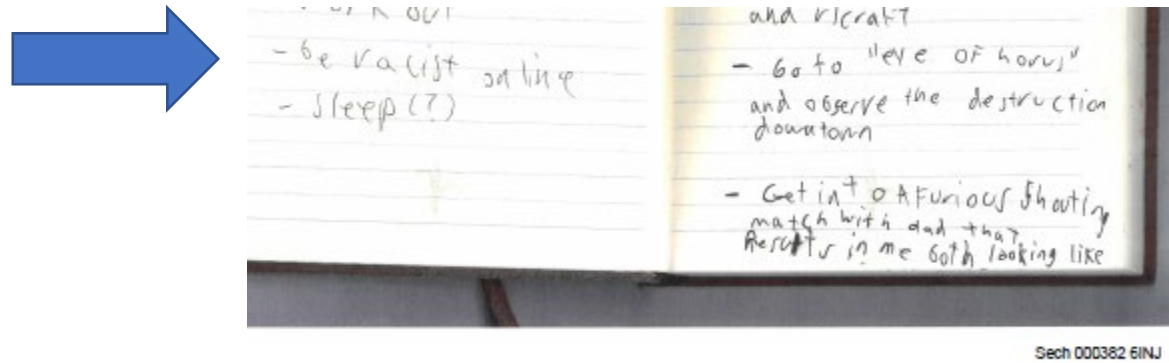 out
- be racist online
- sleep(?)
and
- Go to "eye of horus"
and observe the destruction
downtown
- Get into A Furious Shouting
match with dad that
Results in me both looking like
Sech 000382 6INJ